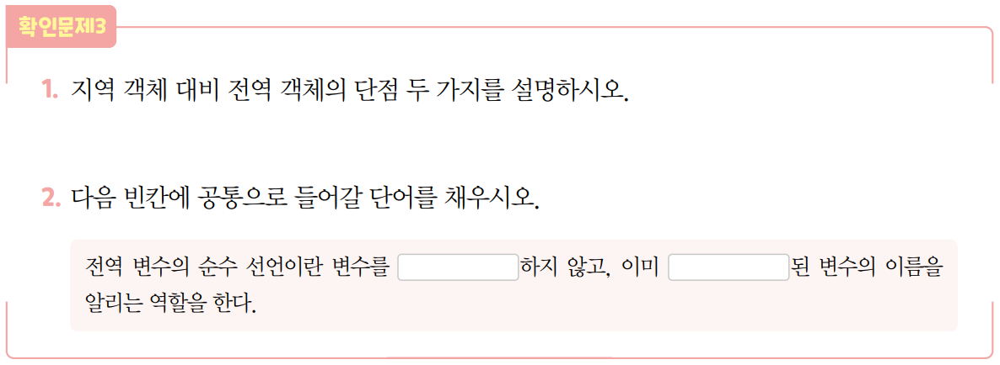 확인문제3
1. 지역 객체 대비 전역 객체의 단점 두 가지를 설명하시오.
2. 다음 빈칸에 공통으로 들어갈 단어를 채우시오.
전역 변수의 순수 선언이란 변수를 하지 않고, 이미 된 변수의 이름을
알리는 역할을 한다.